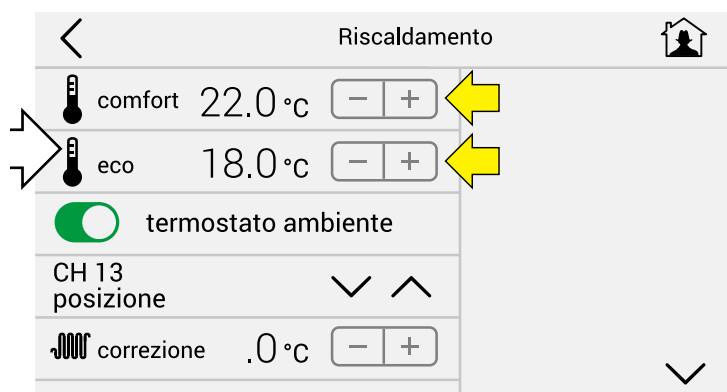 Riscaldamento
comfort 22.0 °C
eco 18.0 °C
termostato ambiente
CH 13
posizione
correzione .0 °C